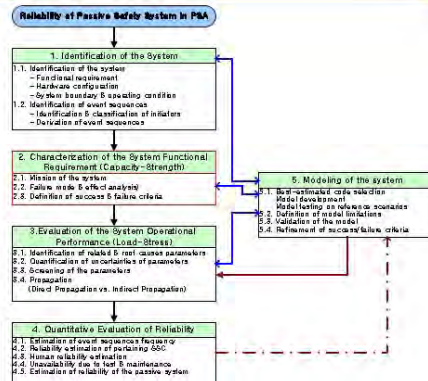 Reliability of Passive Safety System in PSA
1. Identification of the System
1.1. Identification of the system
- Functional requirement
- Hardware configuration
- System boundary & operating condition
1.2. Identification of event sequences
- Identification & classification of initiators
- Derivation of event sequences
2. Characterization of the System Functional
Requirement (Capacity-Strength)
2.1. Mission of the system
2.2. Failure mode & effect analysis)
2.3. Definition of success & failure criteria
3.Evaluation of the System Operational
Performance (Load-Stress)
3.1. Identification of related & root causes parameters
3.2. Quantification of uncertainties of parameters
3.3. Screening of the parameters
3.4. Propagation
(Direct Propagation vs. Indirect Propagation)
4. Quantitative Evaluation of Reliability
4.1. Estimation of event sequences frequency
4.2. Reliability estimation of pertaining SSC
4.3. Human reliability estimation
4.4. Unavailability due to test & maintenance
4.5. Estimation of reliability of the passive system
5. Modeling of the system
5.1. Best-estimated code selection
Model development
Model testing on reference scenarios
5.2. Definition of model limitations
5.3. Validation of the model
5.4. Refinement of success/failure criteria